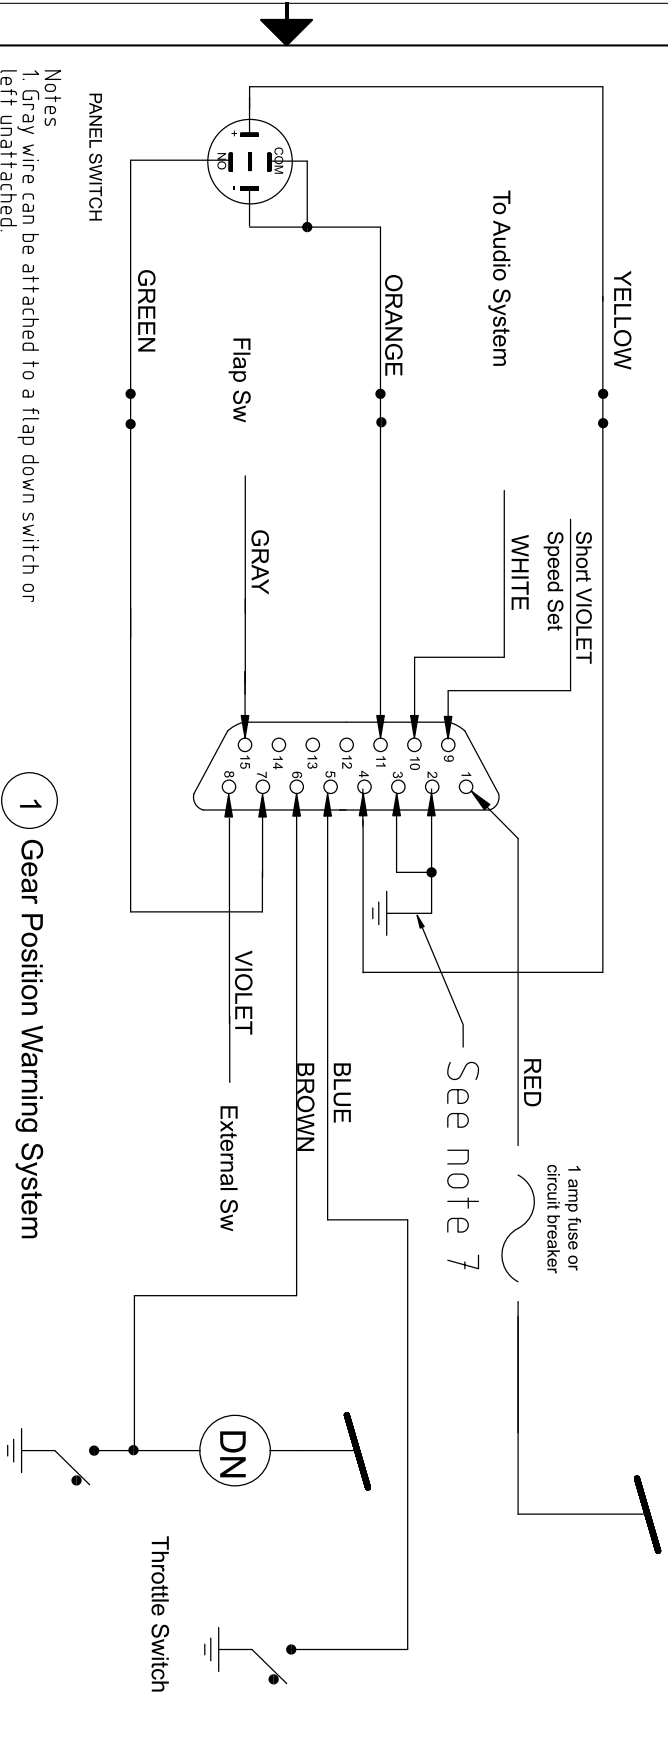 YELLOW
To Audio System
ORANGE
Flap Sw
GREEN
PANEL SWITCH
+
COM
NO
-
Notes
1. Gray wire can be attached to a flap down switch or
left unattached.
Short VIOLET
Speed Set
WHITE
GRAY
9
10
11
12
13
14
15
1
2
3
4
5
6
7
8
RED
1 amp fuse or
circuit breaker
See note 7
BLUE
BROWN
VIOLET
External Sw
DN
Throttle Switch
1
Gear Position Warning System